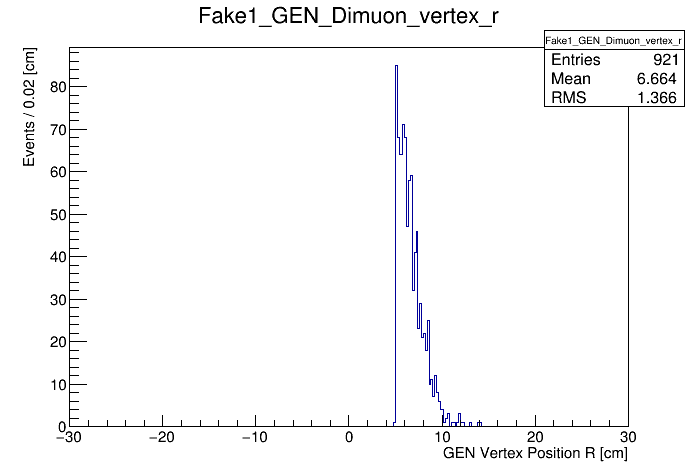 Fake1_GEN_Dimuon_vertex_r
Fake1_GEN_Dimuon_vertex_r
Entries 921
Mean 6.664
RMS 1.366
Events / 0.02 [cm]
80
70
60
50
40
30
20
10
0
−30 −20 −10 0 10 20 30
GEN Vertex Position R [cm]